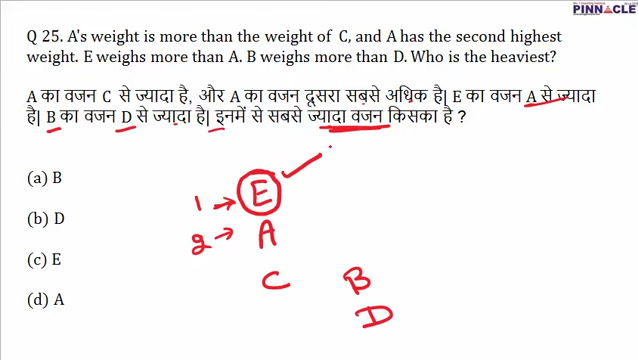 PINNACLE
Q 25. A's weight is more than the weight of C, and A has the second highest
weight. E weighs more than A. B weighs more than D. Who is the heaviest?
A का वजन C से ज्यादा है, और A का वजन दूसरा सबसे अधिक है| E का वजन A से ज्यादा
है| B का वजन D से ज्यादा है| इनमें से सबसे ज्यादा वजन किसका है ?
(a) B
(b) D
(c) E
(d) A
1 → E
2 → A
C B
D